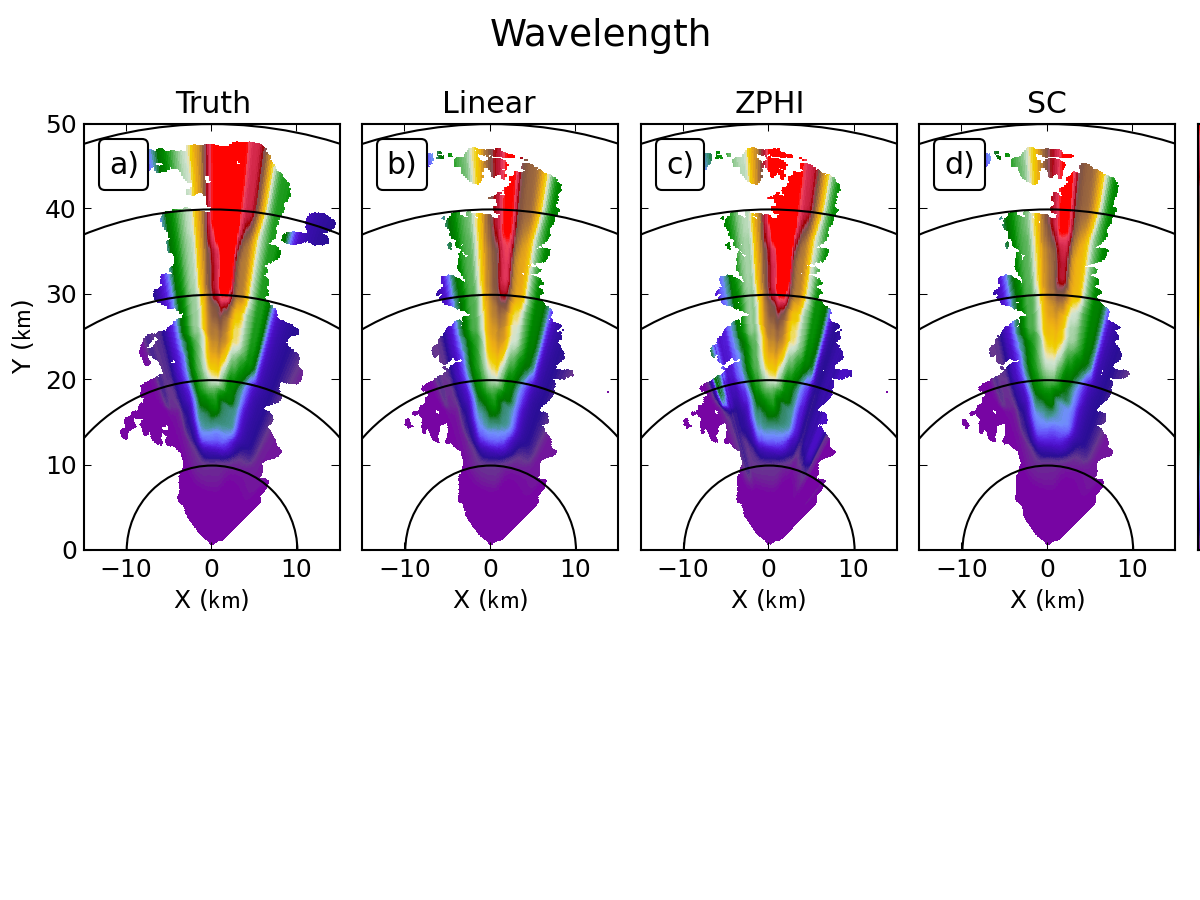 Wavelength
Truth Linear ZPHI SC
a) b) c) d)
50
40
30
20
10
0
Y (km)
−10 0 10 −10 0 10 −10 0 10 −10 0 10
X (km) X (km) X (km) X (km)